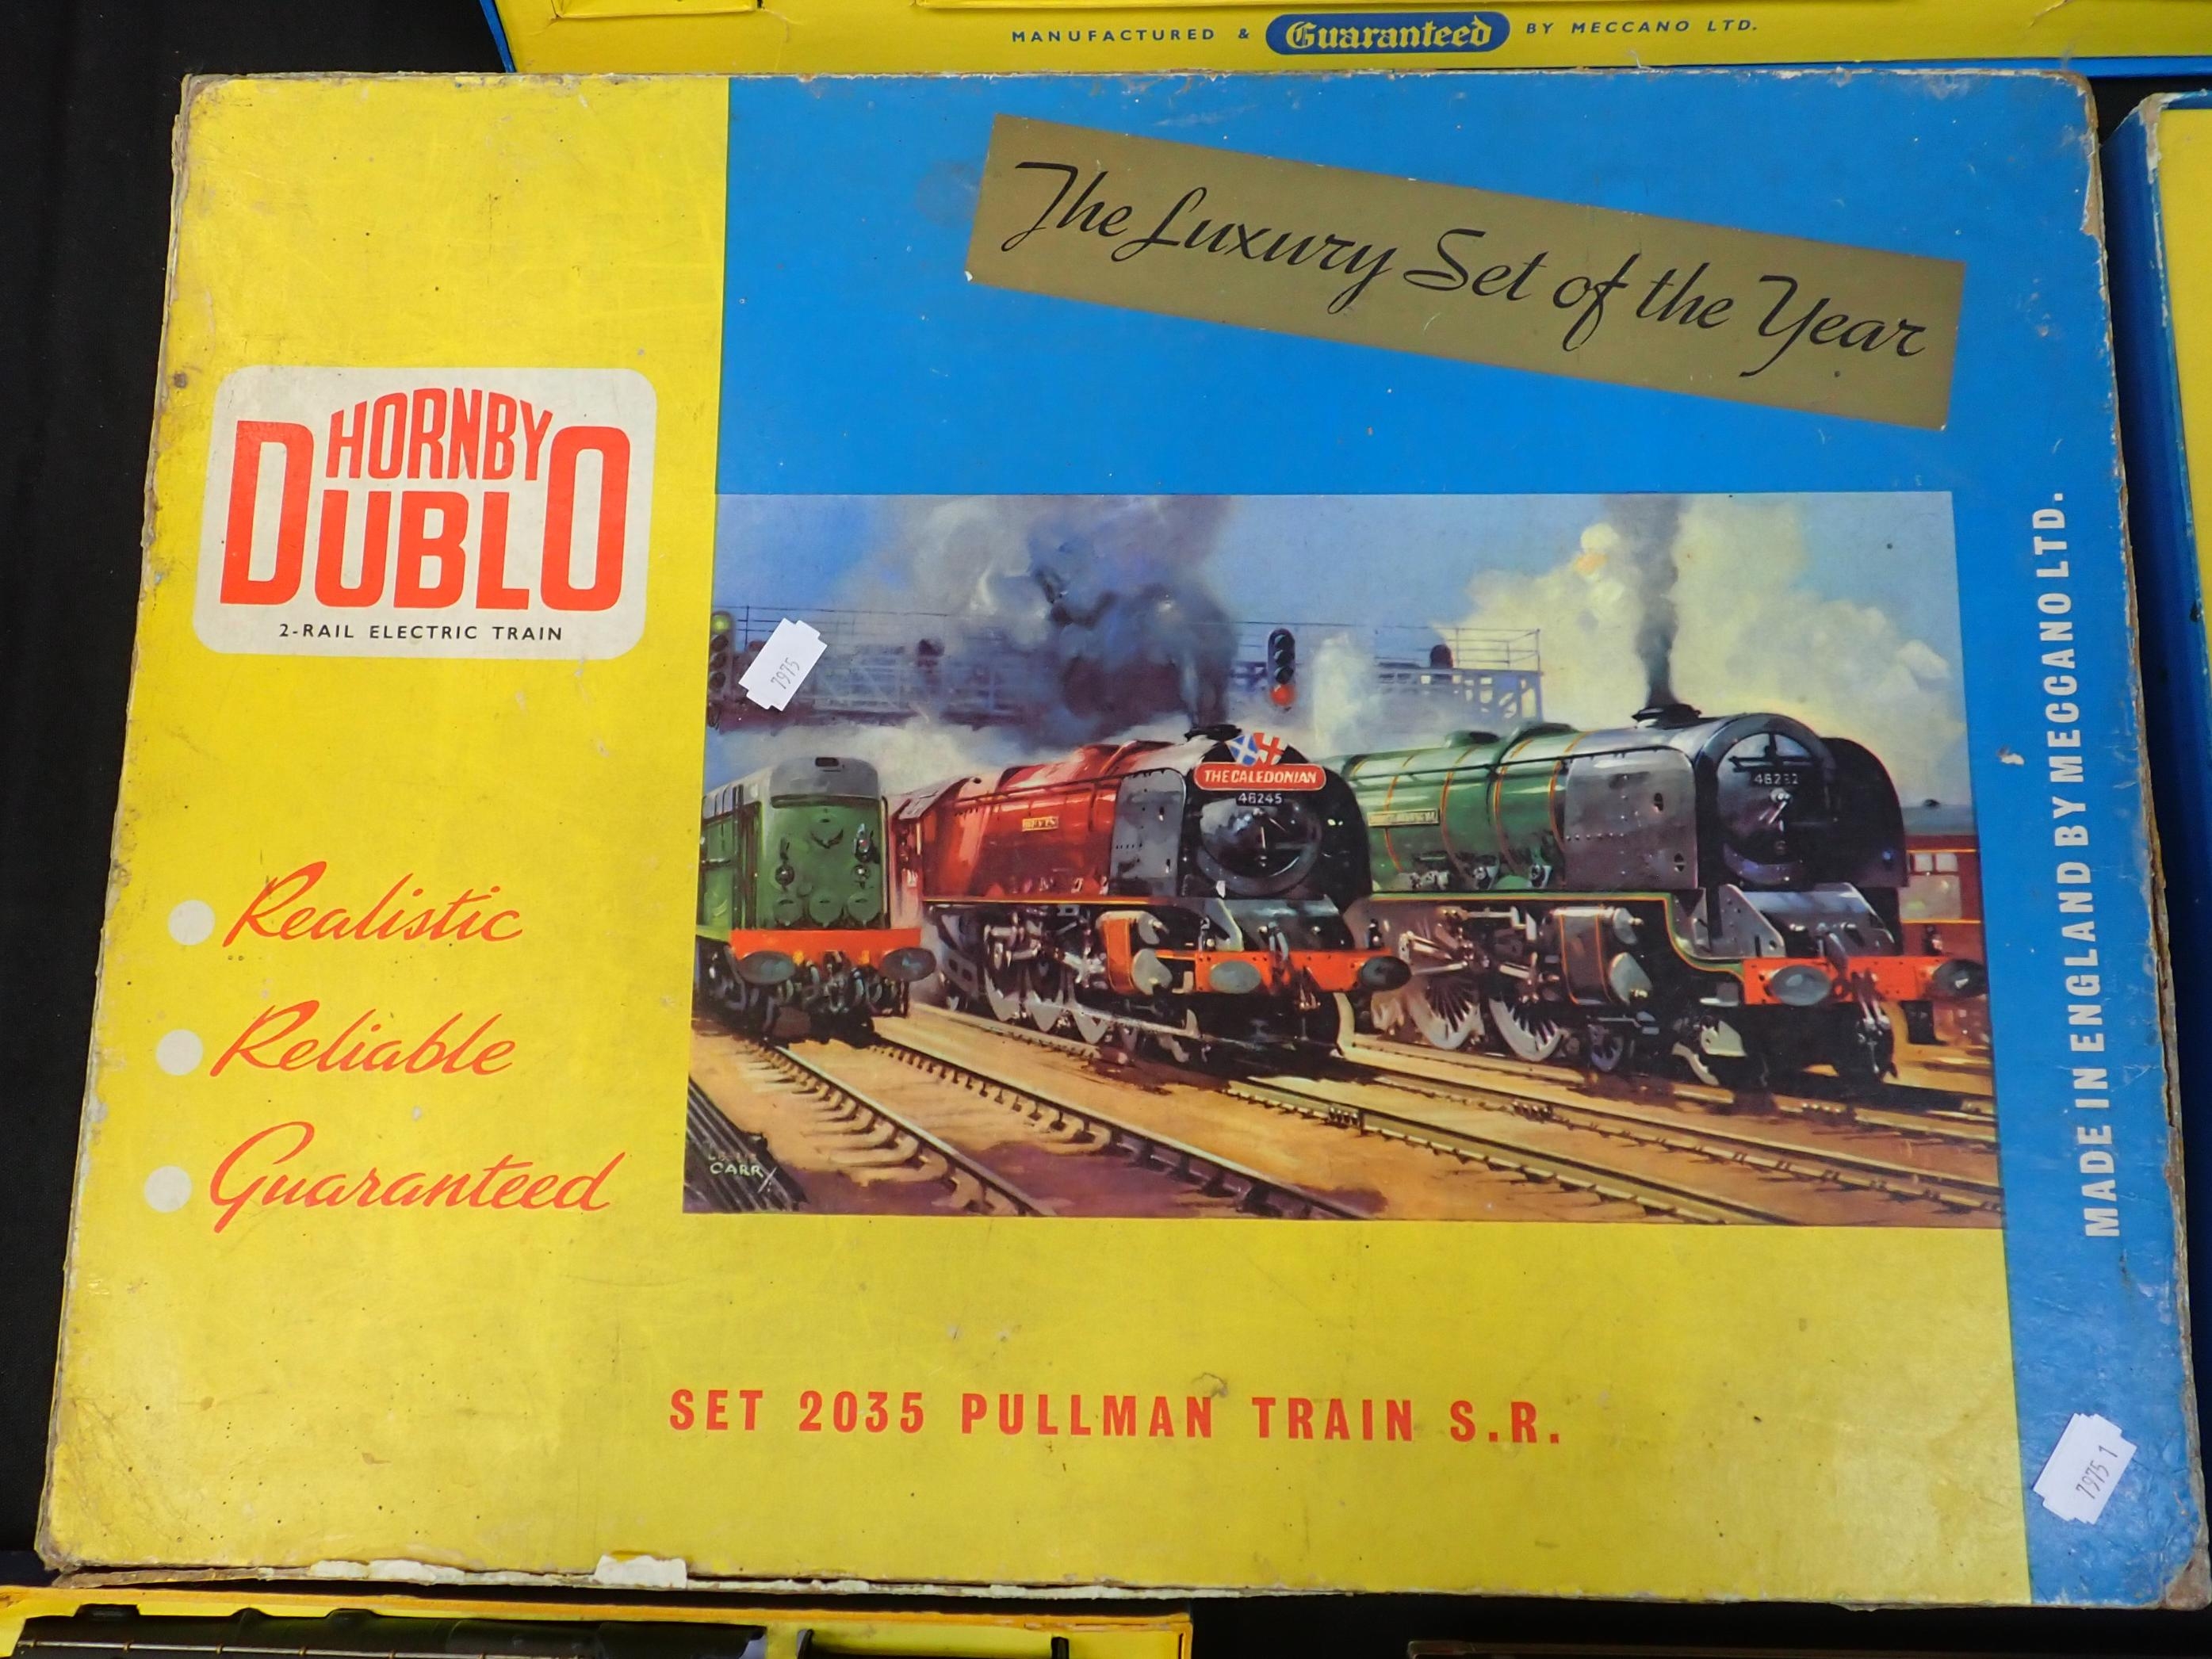 MANUFACTURED & Guaranteed BY MECCANO LTD.
The Luxury Set of the Year
HORNBY
DUBLO
2-RAIL ELECTRIC TRAIN
7975
THE CALEDONIAN
46245
Realistic
Reliable
Guaranteed
CARR
MADE IN ENGLAND BY MECCANO LTD.
SET 2035 PULLMAN TRAIN S.R.
7975 1